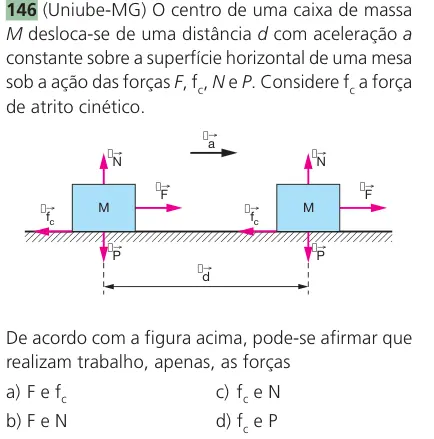 146 (Uniube-MG) O centro de uma caixa de massa
M desloca-se de uma distância d com aceleração a
constante sobre a superfície horizontal de uma mesa
sob a ação das forças F, fc, N e P. Considere fc a força
de atrito cinético.
a
N N
F F
M M
fc fc
P P
d
De acordo com a figura acima, pode-se afirmar que
realizam trabalho, apenas, as forças
a) F e fc c) fc e N
b) F e N d) fc e P